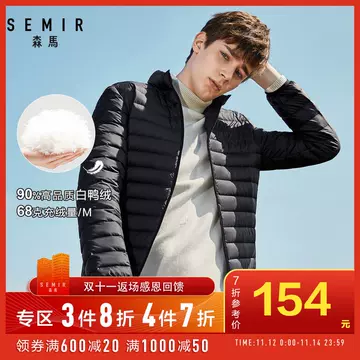 SEMIR
森馬
90%高品质白鸭绒
68克充绒量/M
SEMIR
双十一返场感恩回馈
专区 3件8折 4件7折
领券满600减20 满1000减50
7折参考价
154元
TIME:11.12 0:00-11.14 23:59